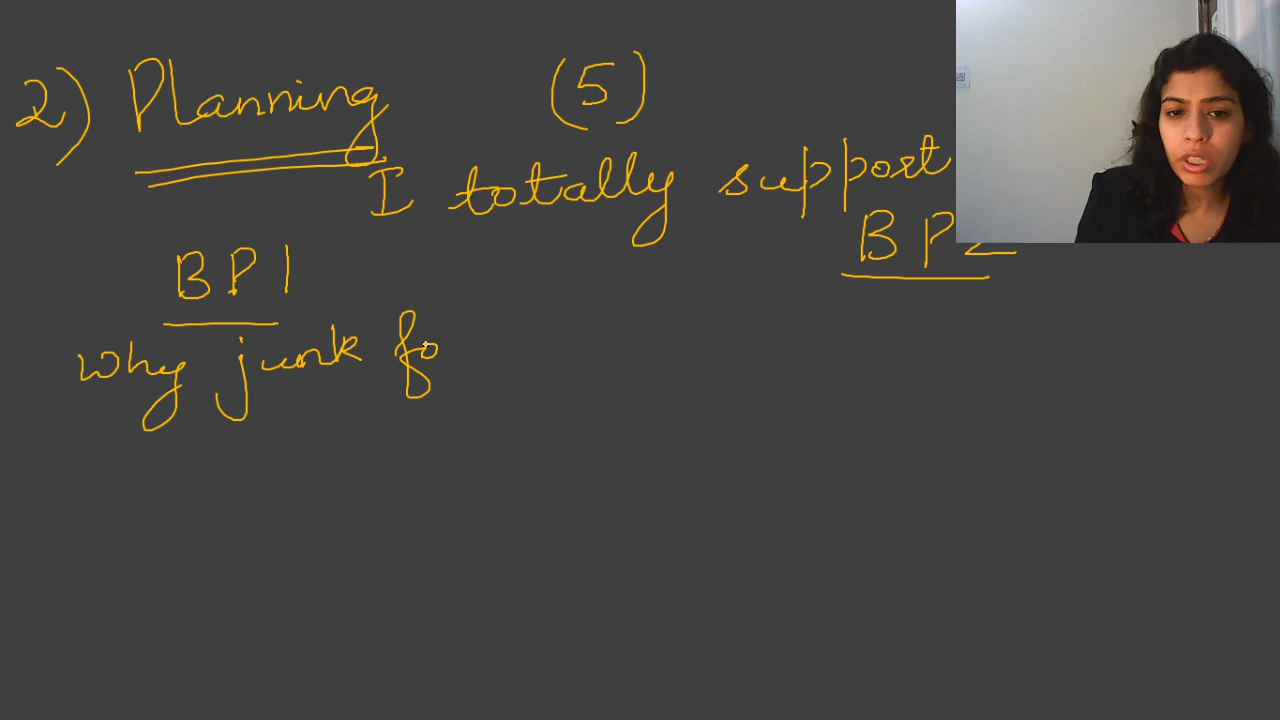 2) Planning (5)
I totally support
BP1
BP2
Why junk fo